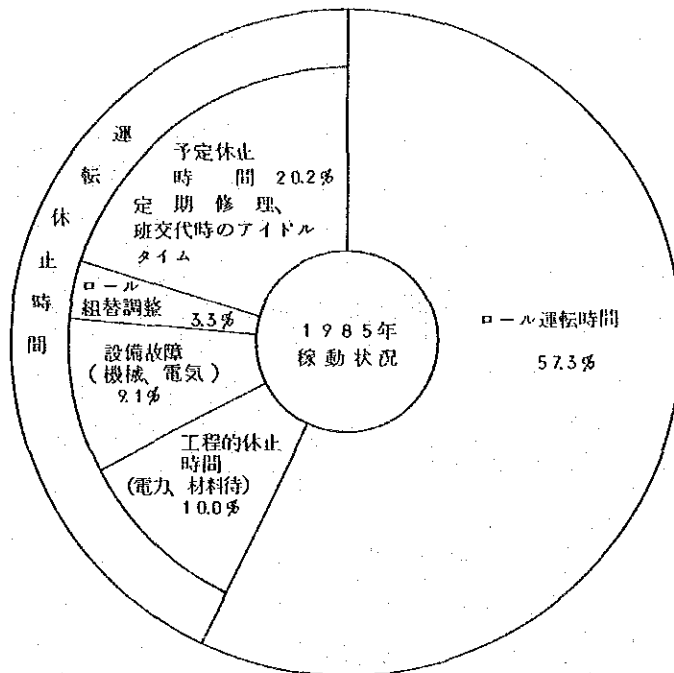 運転休止時間
予定休止
時間 20.2%
定期修理、
班交代時のアイドル
タイム
ロール
組替調整
3.3%
設備故障
(機械、電気)
9.1%
工程的休止
時間
(電力、材料待)
10.0%
1985年
稼動状況
ロール運転時間
57.3%